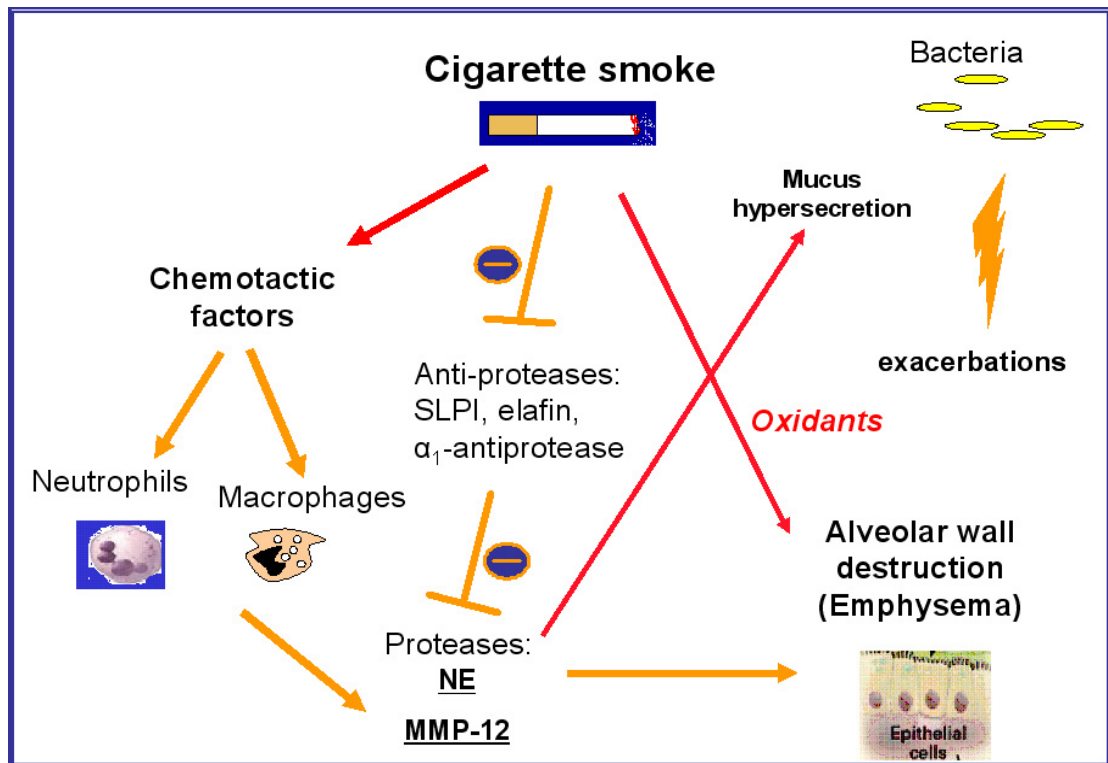 Cigarette smoke
Bacteria
Mucus
hypersecretion
Chemotactic
factors
exacerbations
Anti-proteases:
SLPI, elafin,
α₁-antiprotease
Oxidants
Neutrophils
Macrophages
Alveolar wall
destruction
(Emphysema)
Proteases:
NE
MMP-12
Epithelial
cells